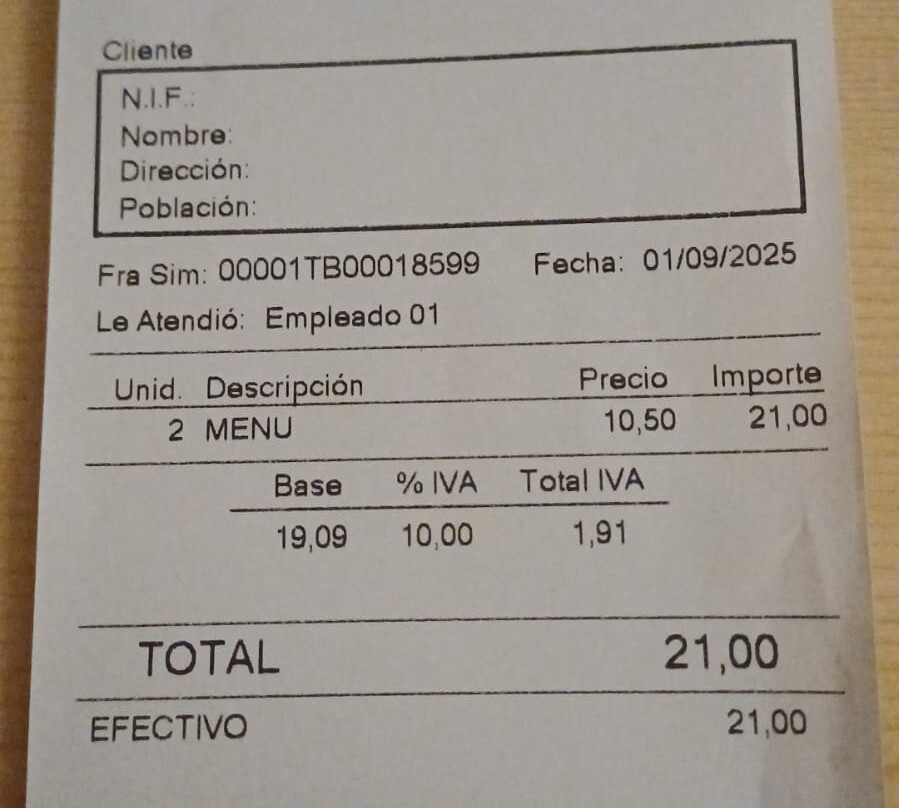 Cliente
N.I.F.:
Nombre:
Dirección:
Población:
Fra Sim: 00001TB00018599 Fecha: 01/09/2025
Le Atendió: Empleado 01
Unid. Descripción Precio Importe
2 MENU 10,50 21,00
Base % IVA Total IVA
19,09 10,00 1,91
TOTAL 21,00
EFECTIVO 21,00